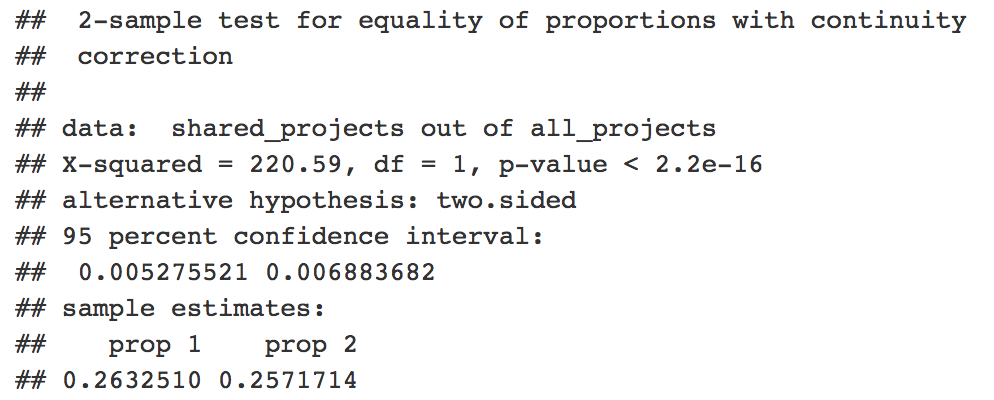 ##  2-sample test for equality of proportions with continuity
##  correction
##
## data:  shared_projects out of all_projects
## X-squared = 220.59, df = 1, p-value < 2.2e-16
## alternative hypothesis: two.sided
## 95 percent confidence interval:
##  0.005275521 0.006883682
## sample estimates:
##    prop 1    prop 2
## 0.2632510 0.2571714